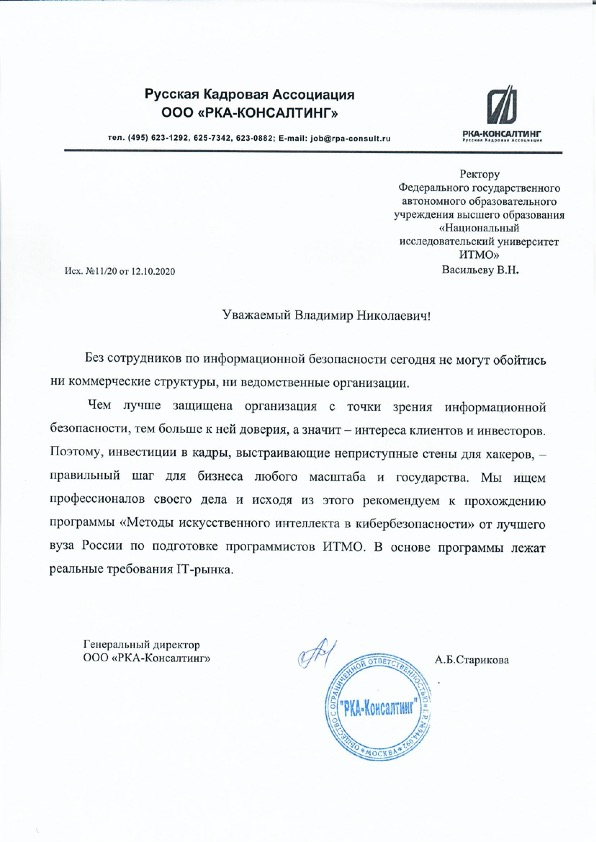 Русская Кадровая Ассоциация
ООО «РКА-КОНСАЛТИНГ»
тел. (495) 623-1292, 625-7342, 623-0882; E-mail: job@rpa-consult.ru
РКА-КОНСАЛТИНГ
Русская Кадровая Ассоциация
Ректору
Федерального государственного
автономного образовательного
учреждения высшего образования
«Национальный
исследовательский университет
ИТМО»
Васильеву В.Н.
Исх. №11/20 от 12.10.2020
Уважаемый Владимир Николаевич!
Без сотрудников по информационной безопасности сегодня не могут обойтись
ни коммерческие структуры, ни ведомственные организации.
Чем лучше защищена организация с точки зрения информационной
безопасности, тем больше к ней доверия, а значит – интереса клиентов и инвесторов.
Поэтому, инвестиции в кадры, выстраивающие неприступные стены для хакеров, –
правильный шаг для бизнеса любого масштаба и государства. Мы ищем
профессионалов своего дела и исходя из этого рекомендуем к прохождению
программы «Методы искусственного интеллекта в кибербезопасности» от лучшего
вуза России по подготовке программистов ИТМО. В основе программы лежат
реальные требования IT-рынка.
Генеральный директор
ООО «РКА-Консалтинг»
А.Б.Старикова
ОБЩЕСТВО С ОГРАНИЧЕННОЙ ОТВЕТСТВЕННОСТЬЮ
"РКА-Консалтинг"
МОСКВА